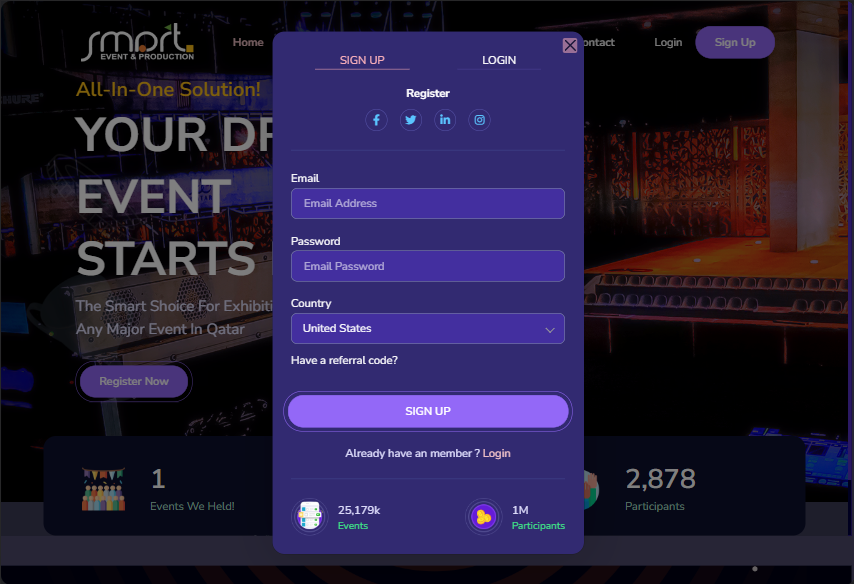 smart
EVENT & PRODUCTION
Home
ontact
Login
Sign Up
All-In-One Solution!
YOUR DR
EVENT
STARTS
The Smart Choice For Exhibiti
Any Major Event In Qatar
Register Now
1
Events We Held!
2,878
Participants
SIGN UP
LOGIN
Register
Email
Email Address
Password
Email Password
Country
United States
Have a referral code?
SIGN UP
Already have an member ? Login
25,179k
Events
1M
Participants